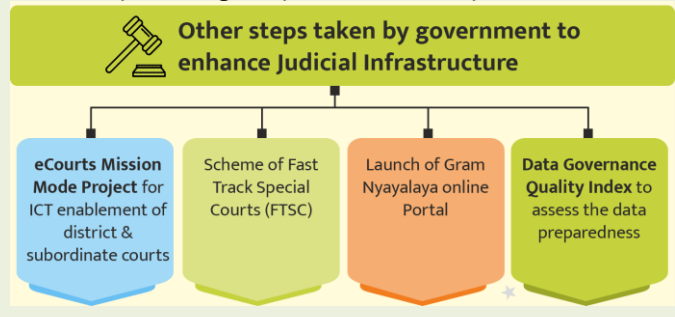 Other steps taken by government to
enhance Judicial Infrastructure
eCourts Mission
Mode Project for
ICT enablement of
district &
subordinate courts
Scheme of Fast
Track Special
Courts (FTSC)
Launch of Gram
Nyayalaya online
Portal
Data Governance
Quality Index to
assess the data
preparedness